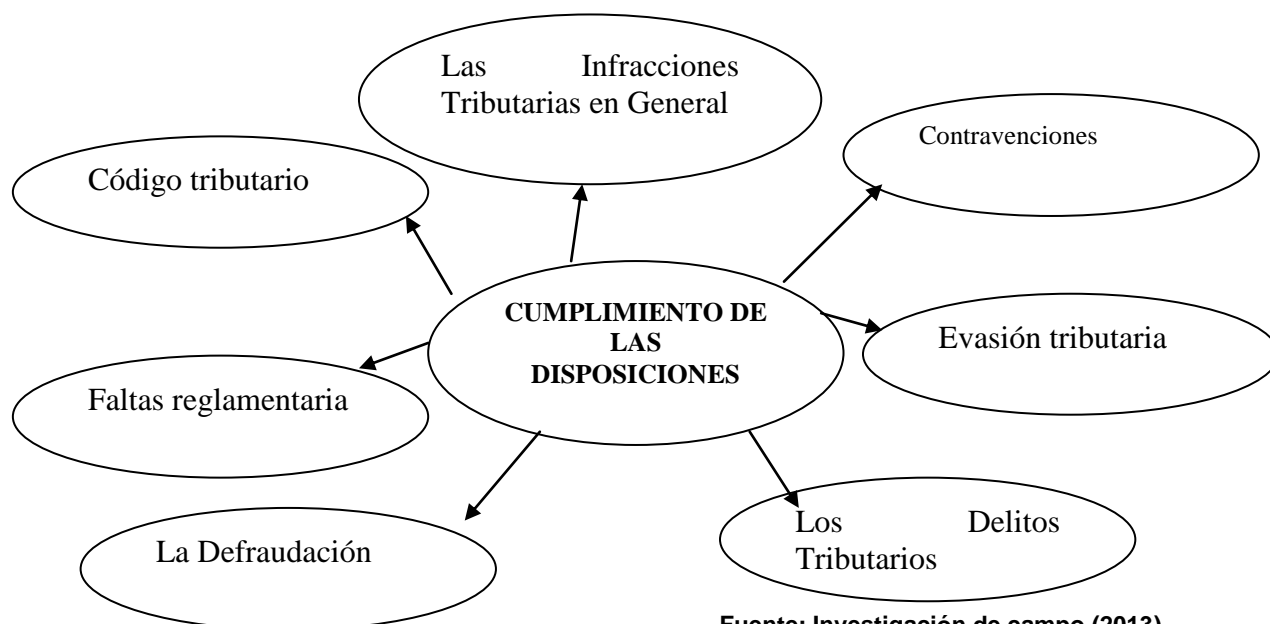 Las Infracciones
Tributarias en General
Contravenciones
Código tributario
CUMPLIMIENTO DE
LAS
DISPOSICIONES
Evasión tributaria
Faltas reglamentaria
Los Delitos
Tributarios
La Defraudación
Fuente: Investigación de campo (2013)